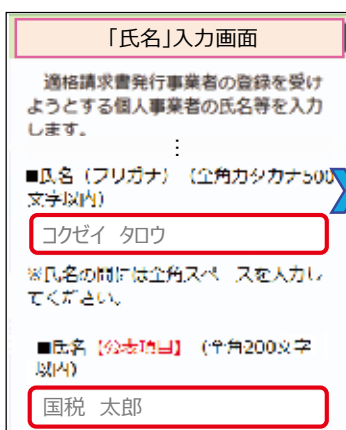 「氏名」入力画面
適格請求書発行事業者の登録を受け
ようとする個人事業者の氏名等を入力
します。
⋮
■氏名（フリガナ）（全角カタカナ500
文字以内）
コクゼイ タロウ
※氏名の間には全角スペースを入力し
てください。
■氏名【公表項目】（全角200文字
以内）
国税 太郎